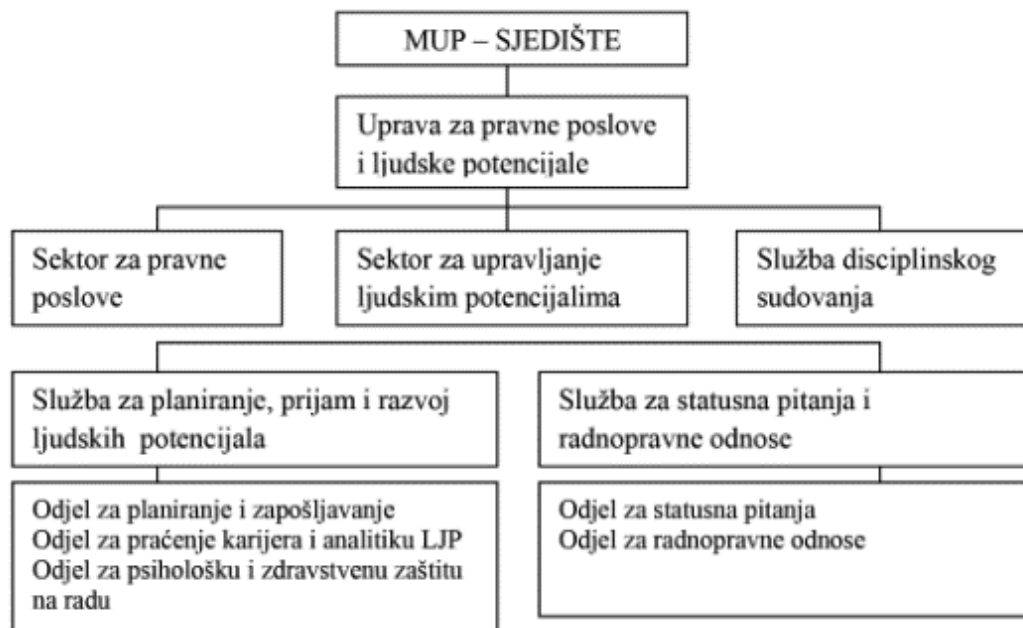 MUP – SJEDIŠTE
Uprava za pravne poslove
i ljudske potencijale
Sektor za pravne
poslove
Sektor za upravljanje
ljudskim potencijalima
Služba disciplinskog
sudovanja
Služba za planiranje, prijam i razvoj
ljudskih potencijala
Služba za statusna pitanja i
radnopravne odnose
Odjel za planiranje i zapošljavanje
Odjel za praćenje karijera i analitiku LJP
Odjel za psihološku i zdravstvenu zaštitu
na radu
Odjel za statusna pitanja
Odjel za radnopravne odnose